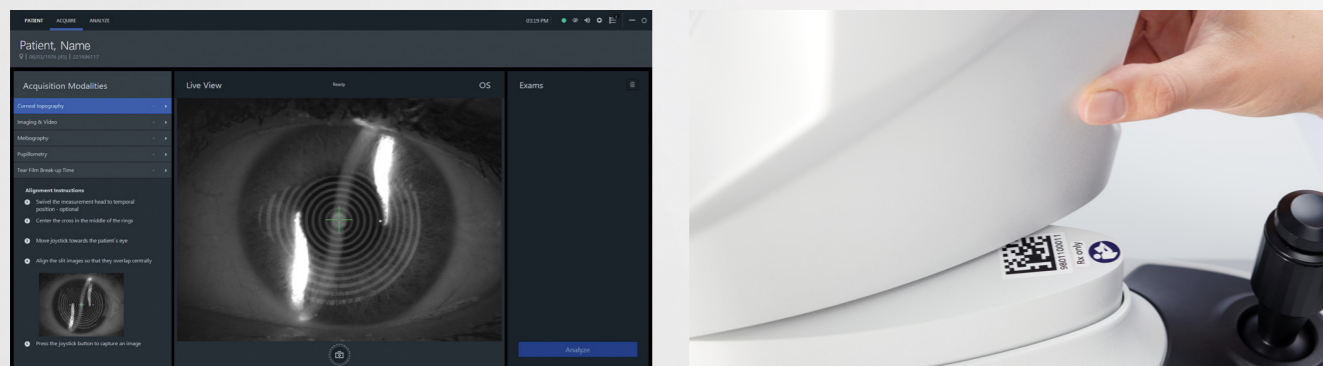 PATIENT ACQUIRE ANALYZE
03:19 PM
Patient, Name
Acquisition Modalities
Corneal topography
Imaging & Video
Meibography
Pupillometry
Tear Film Break-up Time
Alignment Instructions
Swivel the measurement head to temporal
position - optional
Center the cross in the middle of the rings
Move joystick towards the patient's eye
Align the slit images so that they overlap centrally
Press the joystick button to capture an image
Live View
Ready
OS
Exams
Analyze
9801100011
Rx only